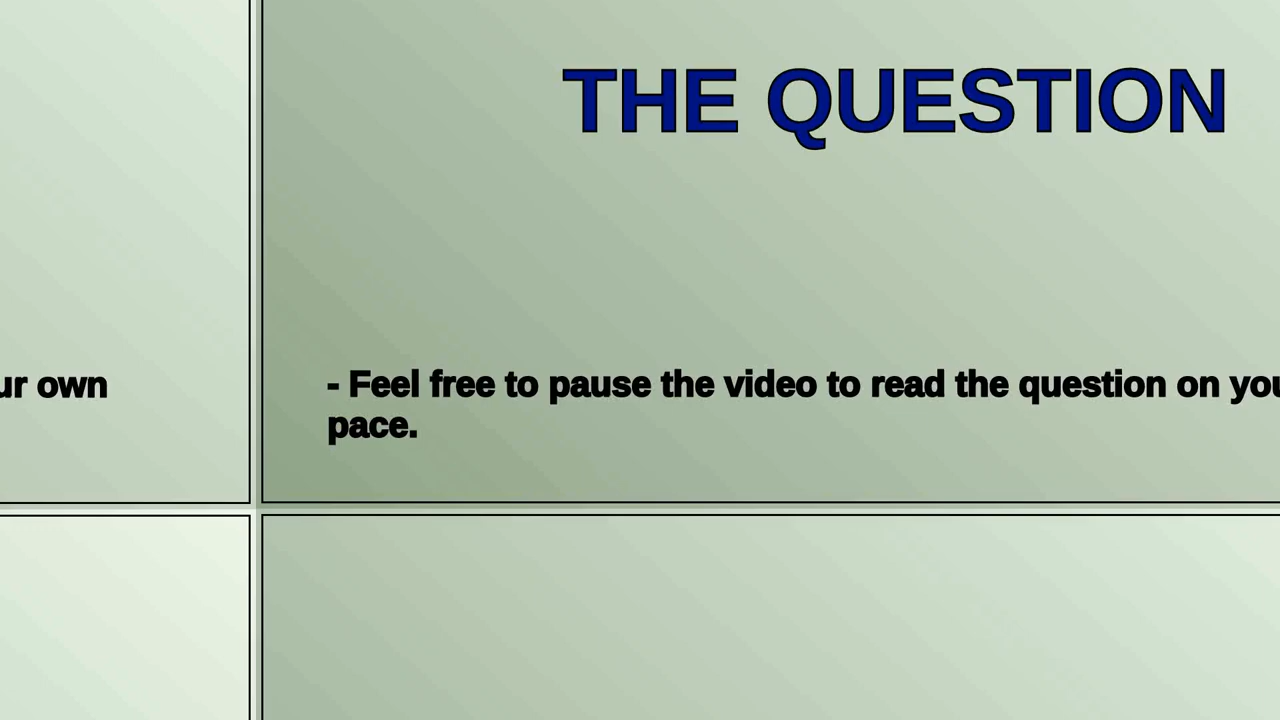 THE QUESTION
ur own
- Feel free to pause the video to read the question on you
pace.